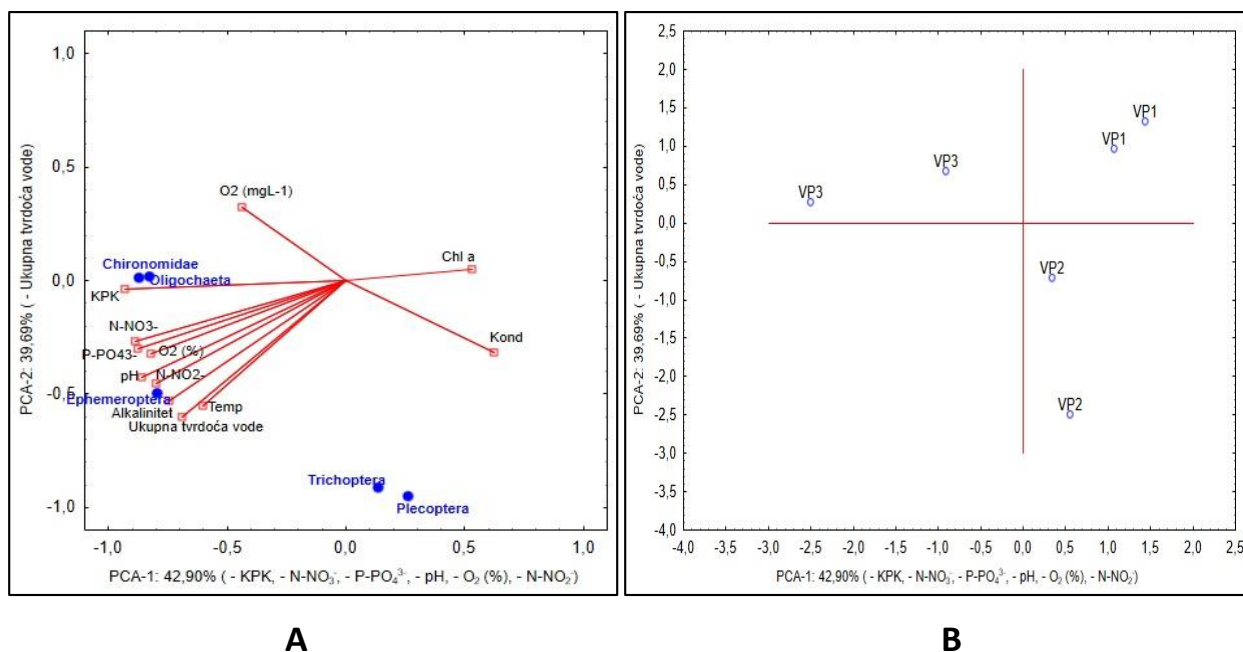 1,0
0,5
0,0
-0,5
-1,0
PCA-2: 39,69% ( - Ukupna tvrdoća vode)
O2 (mgL-1)
Chl a
Chironomidae
Oligochaeta
KPK
Kond
N-NO3-
P-PO43-
O2 (%)
pH
N-NO2-
Ephemeroptera
Alkalinitet
Temp
Ukupna tvrdoća vode
Trichoptera
Plecoptera
-1,0 -0,5 0,0 0,5 1,0
PCA-1: 42,90% ( - KPK, - N-NO₃⁻, - P-PO₄³⁻, - pH, - O₂ (%), - N-NO₂⁻)
A
2,5
2,0
1,5
1,0
0,5
0,0
-0,5
-1,0
-1,5
-2,0
-2,5
-3,0
-3,5
-4,0
PCA-2: 39,69% ( - Ukupna tvrdoća vode)
VP1
VP1
VP3
VP3
VP2
VP2
-4,0 -3,5 -3,0 -2,5 -2,0 -1,5 -1,0 -0,5 0,0 0,5 1,0 1,5 2,0 2,5
PCA-1: 42,90% ( - KPK, - N-NO₃⁻, - P-PO₄³⁻, - pH, - O₂ (%), - N-NO₂⁻)
B